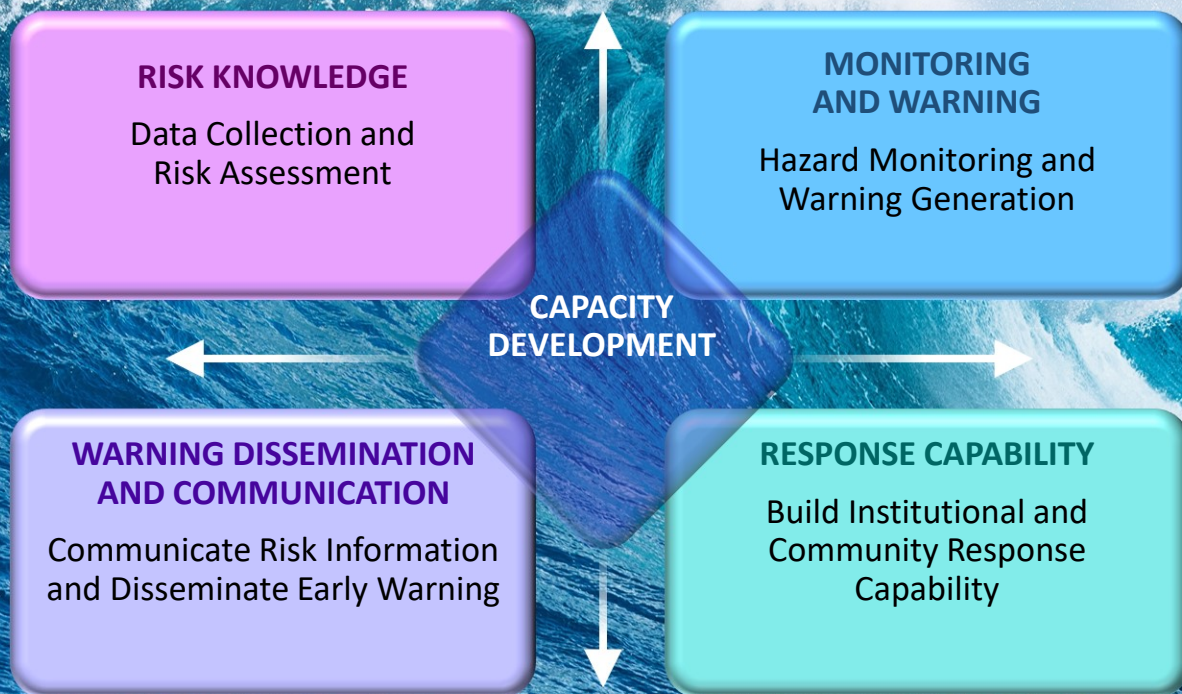 RISK KNOWLEDGE
Data Collection and
Risk Assessment
MONITORING
AND WARNING
Hazard Monitoring and
Warning Generation
CAPACITY
DEVELOPMENT
WARNING DISSEMINATION
AND COMMUNICATION
Communicate Risk Information
and Disseminate Early Warning
RESPONSE CAPABILITY
Build Institutional and
Community Response
Capability